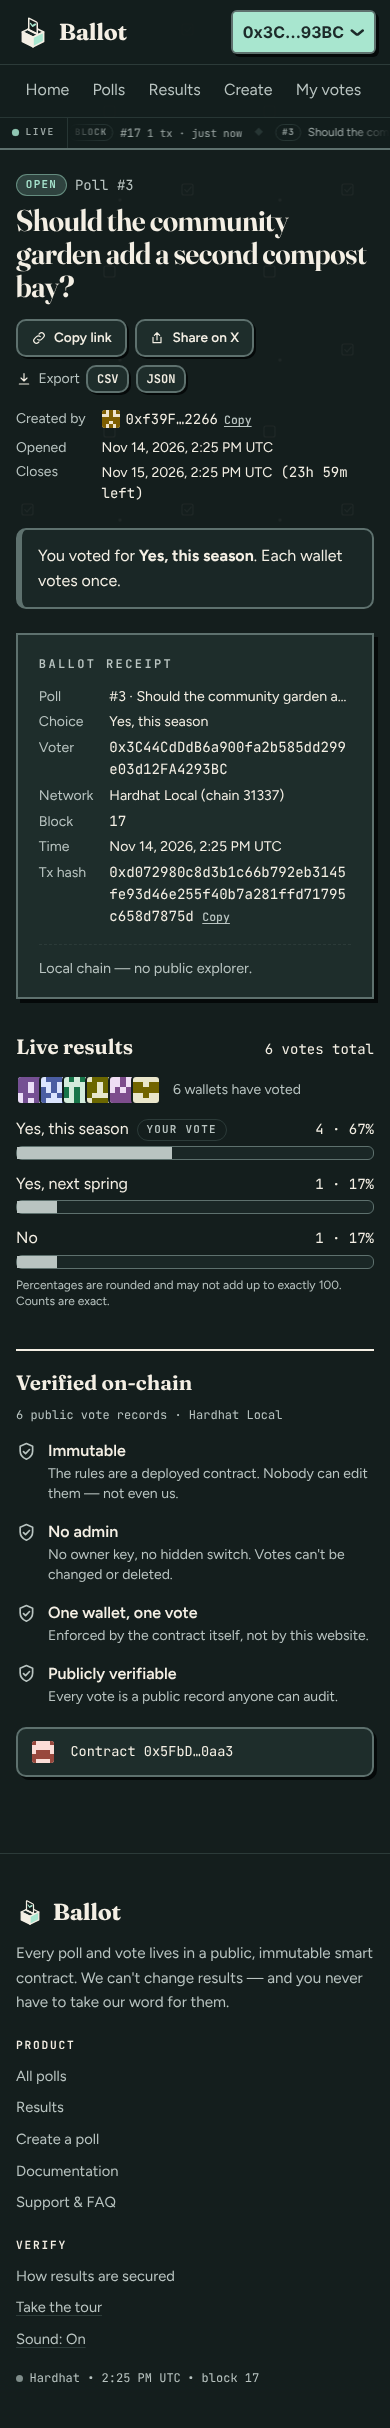 Ballot
0x3C…93BC
Home Polls Results Create My votes
LIVE BLOCK #17 1 tx · just now ◆ #3 Should the com
OPEN Poll #3
Should the community
garden add a second compost
bay?
Copy link Share on X
Export CSV JSON
Created by 0xf39F…2266 Copy
Opened Nov 14, 2026, 2:25 PM UTC
Closes Nov 15, 2026, 2:25 PM UTC (23h 59m
left)
You voted for Yes, this season. Each wallet
votes once.
BALLOT RECEIPT
Poll #3 · Should the community garden a…
Choice Yes, this season
Voter 0x3C44CdDdB6a900fa2b585dd299
e03d12FA4293BC
Network Hardhat Local (chain 31337)
Block 17
Time Nov 14, 2026, 2:25 PM UTC
Tx hash 0xd072980c8d3b1c66b792eb3145
fe93d46e255f40b7a281ffd71795
c658d7875d Copy
Local chain — no public explorer.
Live results 6 votes total
6 wallets have voted
Yes, this season YOUR VOTE 4 · 67%
Yes, next spring 1 · 17%
No 1 · 17%
Percentages are rounded and may not add up to exactly 100.
Counts are exact.
Verified on-chain
6 public vote records · Hardhat Local
Immutable
The rules are a deployed contract. Nobody can edit
them — not even us.
No admin
No owner key, no hidden switch. Votes can't be
changed or deleted.
One wallet, one vote
Enforced by the contract itself, not by this website.
Publicly verifiable
Every vote is a public record anyone can audit.
Contract 0x5FbD…0aa3
Ballot
Every poll and vote lives in a public, immutable smart
contract. We can't change results — and you never
have to take our word for them.
PRODUCT
All polls
Results
Create a poll
Documentation
Support & FAQ
VERIFY
How results are secured
Take the tour
Sound: On
Hardhat • 2:25 PM UTC • block 17